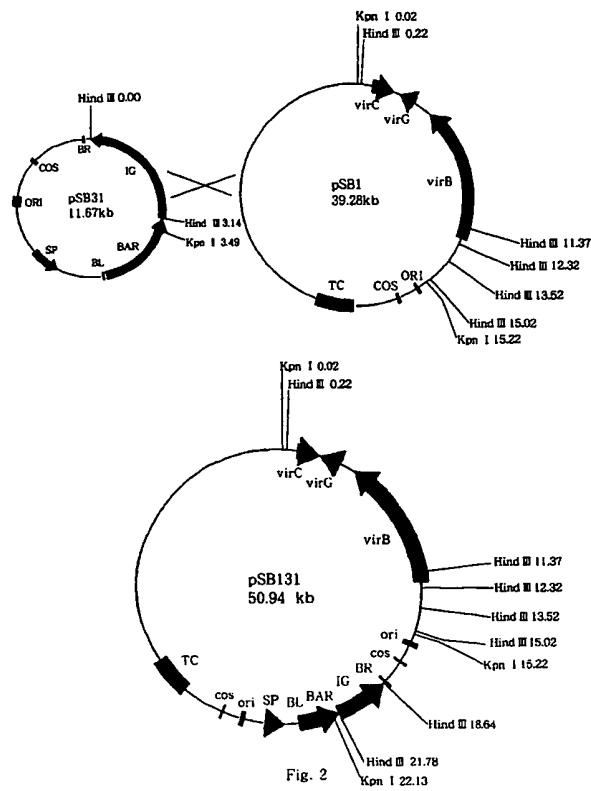 Kpn I 0.02
Hind III 0.22
virC
virG
virB
pSB1
39.28kb
Hind III 11.37
Hind III 12.32
Hind III 13.52
Hind III 15.02
Kpn I 15.22
ORI
COS
TC
Hind III 0.00
BR
IG
COS
pSB31
11.67kb
ORI
Hind III 3.14
Kpn I 3.49
SP
BL
BAR
Kpn I 0.02
Hind III 0.22
virC
virG
virB
pSB131
50.94 kb
Hind III 11.37
Hind III 12.32
Hind III 13.52
Hind III 15.02
Kpn I 15.22
ori
cos
BR
IG
BAR
BL
SP
ori
cos
TC
Hind III 18.64
Hind III 21.78
Kpn I 22.13
Fig. 2